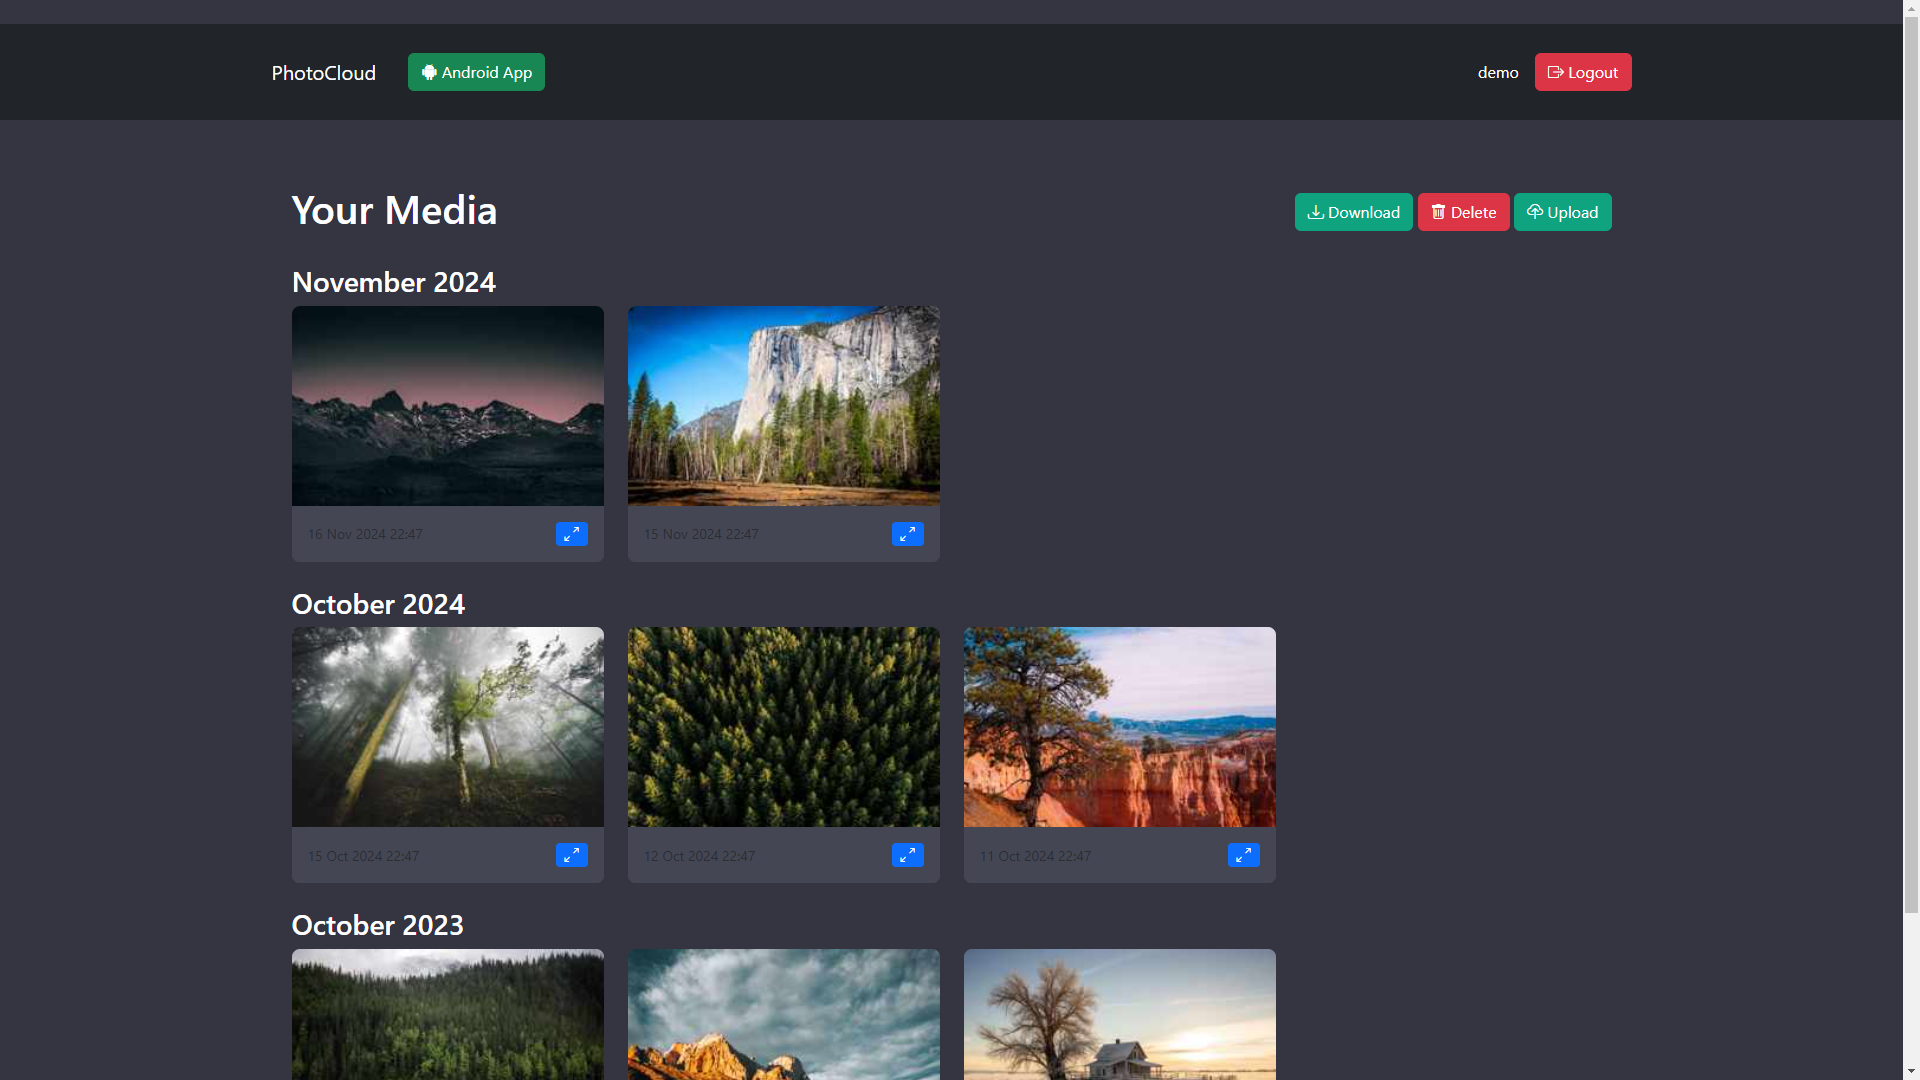 PhotoCloud
Android App
demo
Logout
Your Media
Download
Delete
Upload
November 2024
16 Nov 2024 22:47
15 Nov 2024 22:47
October 2024
15 Oct 2024 22:47
12 Oct 2024 22:47
11 Oct 2024 22:47
October 2023